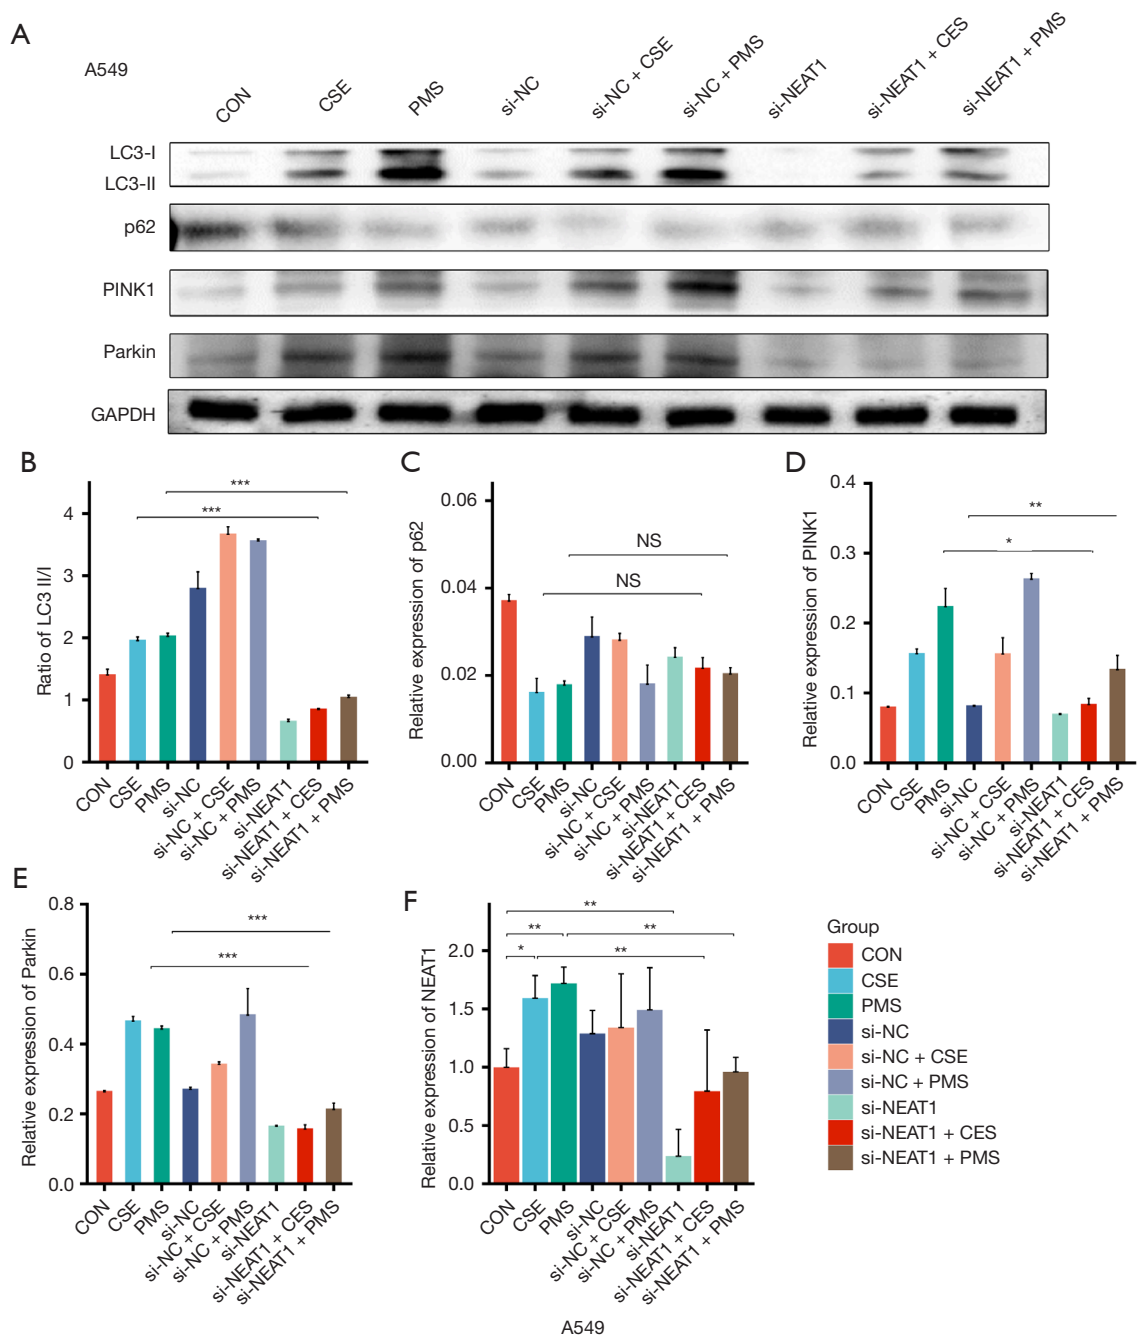 A
A549
CON
CSE
PMS
si-NC
si-NC + CSE
si-NC + PMS
si-NEAT1
si-NEAT1 + CES
si-NEAT1 + PMS
LC3-I
LC3-II
p62
PINK1
Parkin
GAPDH
B
Ratio of LC3 II/I
4
3
2
1
0
***
***
CON
CSE
PMS
si-NC
si-NC + CSE
si-NC + PMS
si-NEAT1
si-NEAT1 + CES
si-NEAT1 + PMS
C
Relative expression of p62
0.06
0.04
0.02
0.00
NS
NS
CON
CSE
PMS
si-NC
si-NC + CSE
si-NC + PMS
si-NEAT1
si-NEAT1 + CES
si-NEAT1 + PMS
D
Relative expression of PINK1
0.4
0.3
0.2
0.1
0.0
**
*
CON
CSE
PMS
si-NC
si-NC + CSE
si-NC + PMS
si-NEAT1
si-NEAT1 + CES
si-NEAT1 + PMS
E
Relative expression of Parkin
0.8
0.6
0.4
0.2
0.0
***
***
CON
CSE
PMS
si-NC
si-NC + CSE
si-NC + PMS
si-NEAT1
si-NEAT1 + CES
si-NEAT1 + PMS
F
Relative expression of NEAT1
2.0
1.5
1.0
0.5
0.0
**
**
**
*
**
CON
CSE
PMS
si-NC
si-NC + CSE
si-NC + PMS
si-NEAT1
si-NEAT1 + CES
si-NEAT1 + PMS
Group
CON
CSE
PMS
si-NC
si-NC + CSE
si-NC + PMS
si-NEAT1
si-NEAT1 + CES
si-NEAT1 + PMS
A549